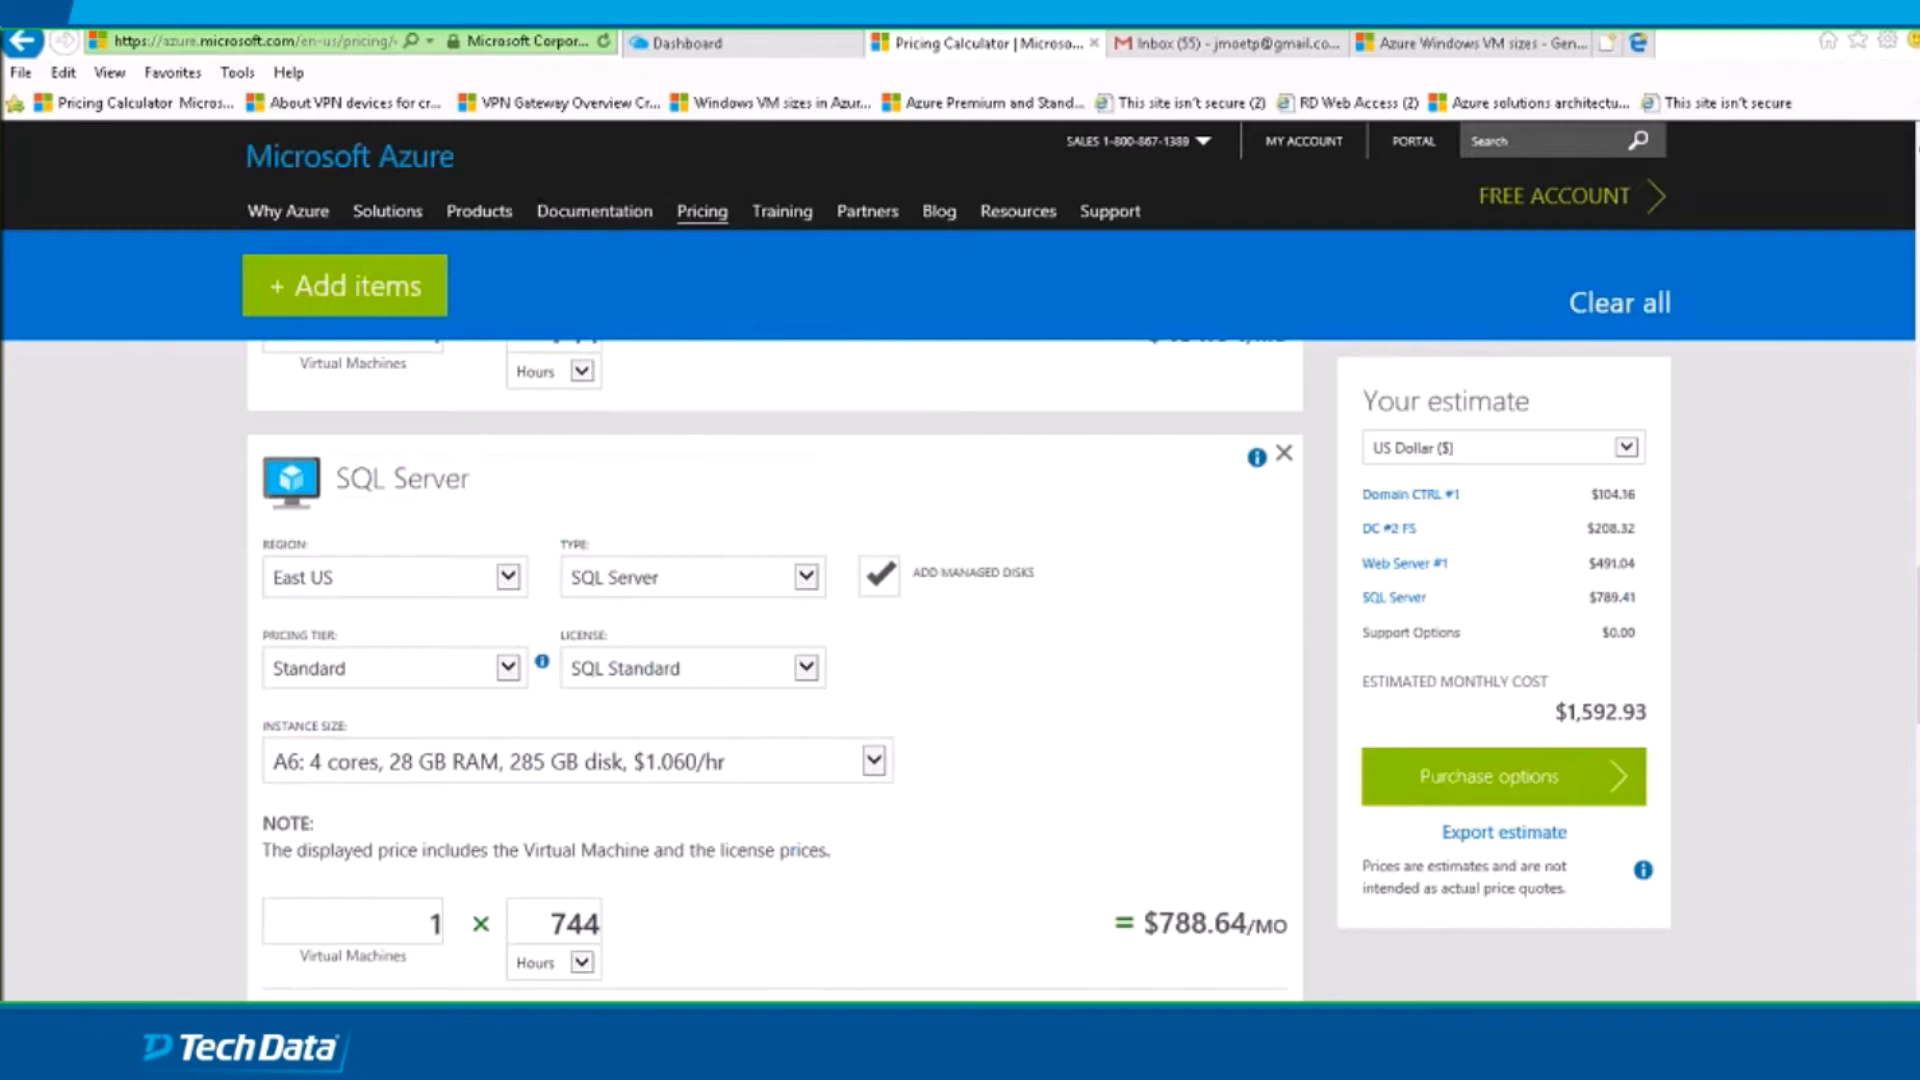 https://azure.microsoft.com/en-us/pricing/
Microsoft Corpor...
Dashboard
Pricing Calculator | Microso...
Inbox (55) - jmoetp@gmail.co...
Azure Windows VM sizes - Gen...
File Edit View Favorites Tools Help
Pricing Calculator Micros...
About VPN devices for cr...
VPN Gateway Overview Cr...
Windows VM sizes in Azur...
Azure Premium and Stand...
This site isn't secure (2)
RD Web Access (2)
Azure solutions architectu...
This site isn't secure
Microsoft Azure
SALES 1-800-867-1389
MY ACCOUNT
PORTAL
Search
FREE ACCOUNT
Why Azure Solutions Products Documentation Pricing Training Partners Blog Resources Support
+ Add items
Clear all
Virtual Machines
Hours
SQL Server
REGION:
East US
TYPE:
SQL Server
ADD MANAGED DISKS
PRICING TIER:
Standard
LICENSE:
SQL Standard
INSTANCE SIZE:
A6: 4 cores, 28 GB RAM, 285 GB disk, $1.060/hr
NOTE:
The displayed price includes the Virtual Machine and the license prices.
1 × 744 = $788.64/MO
Virtual Machines
Hours
Your estimate
US Dollar ($)
Domain CTRL #1 $104.16
DC #2 FS $208.32
Web Server #1 $491.04
SQL Server $789.41
Support Options $0.00
ESTIMATED MONTHLY COST
$1,592.93
Purchase options
Export estimate
Prices are estimates and are not
intended as actual price quotes.
Tech Data